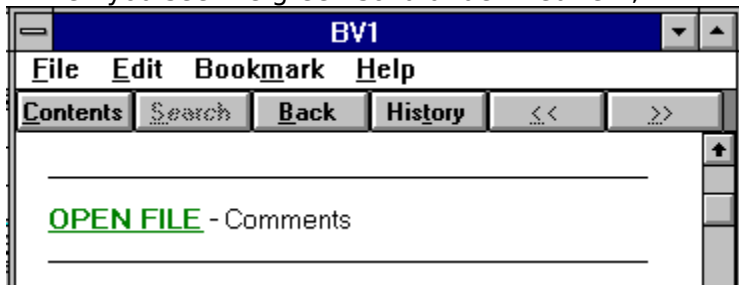 BV1
File Edit Bookmark Help
Contents Search Back History << >>
OPEN FILE - Comments